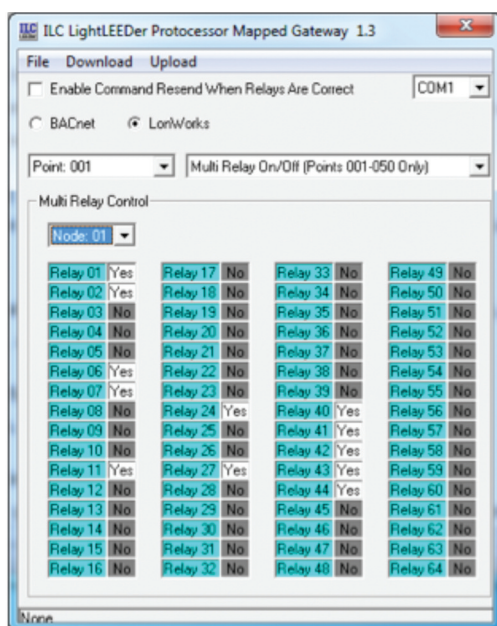 ILC LightLEEDer Protocessor Mapped Gateway 1.3
File Download Upload
Enable Command Resend When Relays Are Correct COM1
BACnet LonWorks
Point: 001 Multi Relay On/Off (Points 001-050 Only)
Multi Relay Control
Node: 01
Relay 01 Yes Relay 17 No Relay 33 No Relay 49 No
Relay 02 Yes Relay 18 No Relay 34 No Relay 50 No
Relay 03 No Relay 19 No Relay 35 No Relay 51 No
Relay 04 No Relay 20 No Relay 36 No Relay 52 No
Relay 05 No Relay 21 No Relay 37 No Relay 53 No
Relay 06 Yes Relay 22 No Relay 38 No Relay 54 No
Relay 07 Yes Relay 23 No Relay 39 No Relay 55 No
Relay 08 No Relay 24 Yes Relay 40 Yes Relay 56 No
Relay 09 No Relay 25 No Relay 41 Yes Relay 57 No
Relay 10 No Relay 26 No Relay 42 Yes Relay 58 No
Relay 11 Yes Relay 27 Yes Relay 43 Yes Relay 59 No
Relay 12 No Relay 28 No Relay 44 Yes Relay 60 No
Relay 13 No Relay 29 No Relay 45 No Relay 61 No
Relay 14 No Relay 30 No Relay 46 No Relay 62 No
Relay 15 No Relay 31 No Relay 47 No Relay 63 No
Relay 16 No Relay 32 No Relay 48 No Relay 64 No
None